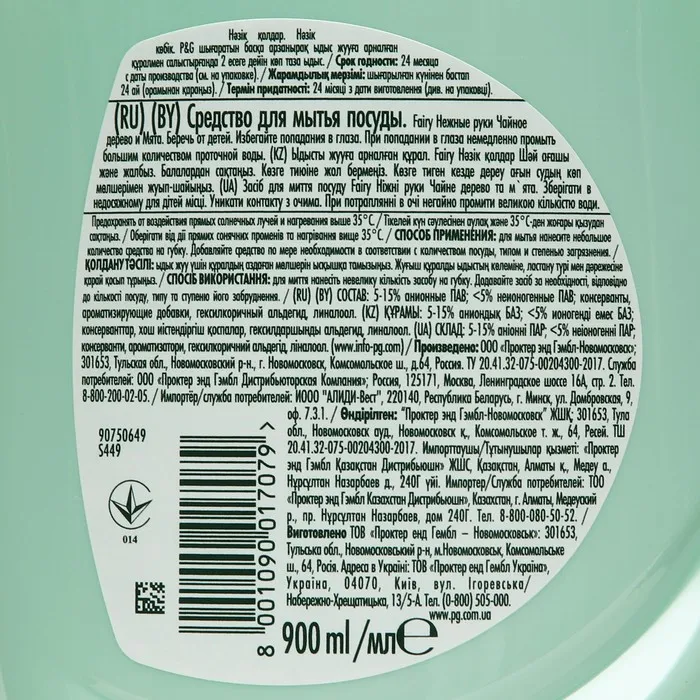 Нәзік қолдар. Нәзік
көбік. P&G шығаратын басқа арзанырақ ыдыс жууға арналған
құралмен салыстырғанда 2 есеге дейін көп таза ыдыс. / Срок годности: 24 месяца
с даты производства (см. на упаковке). / Жарамдылық мерзімі: шығарылған күнінен бастап
24 ай (орамынан қараңыз). / Термін придатності: 24 місяці з дати виготовлення (див. на упаковці).
(RU) (BY) Средство для мытья посуды. Fairy Нежные руки Чайное
дерево и Мята. Беречь от детей. Избегайте попадания в глаза. При попадании в глаза немедленно промыть
большим количеством проточной воды. (KZ) Ыдысты жууға арналған құрал. Fairy Нәзік қолдар Шәй ағашы
және жалбыз. Балалардан сақтаңыз. Көзге тиюіне жол бермеңіз. Көзге тиген кезде дереу ағын судың көп
мөлшерімен жуып-шайыңыз. (UA) Засіб для миття посуду Fairy Ніжні руки Чайне дерево та м`ята. Зберігати в
недосяжному для дітей місці. Уникати контакту з очима. При потраплянні в очі негайно промити великою кількістю води.
Предохранять от воздействия прямых солнечных лучей и нагревания выше 35°С. / Тікелей күн сәулесінен аулақ және 35°С-ден жоғары қызудан
сақтаңыз. / Оберігати від дії прямих сонячних променів та нагрівання вище 35°С. / СПОСОБ ПРИМЕНЕНИЯ: для мытья нанесите небольшое
количество средства на губку. Добавляйте средство по мере необходимости в соответствии с количеством посуды, типом и степенью загрязнения. /
ҚОЛДАНУ ТӘСІЛІ: ыдыс жуу үшін құралдың аздаған мөлшерін ысқышқа тамызыңыз. Жуғыш құралды ыдыстың көлеміне, ластану түрі мен дәрежесіне
қарай қосып тұрыңыз. / СПОСІБ ВИКОРИСТАННЯ: для миття нанесіть невелику кількість засобу на губку. Додавайте засіб за необхідності, відповідно
до кількості посуду, типу та ступеню його забруднення. / (RU) (BY) СОСТАВ: 5-15% анионные ПАВ; <5% неионогенные ПАВ; консерванты,
ароматизирующие добавки, гексилкоричный альдегид, линалоол. (KZ) ҚҰРАМЫ: 5-15% аниондық БАЗ; <5% ионогенді емес БАЗ;
консерванттар, хош иістендіргіш қоспалар, гексилдаршынды альдегид, линалоол. (UA) СКЛАД: 5-15% аніонні ПАР; <5% неіоногенні ПАР;
консерванти, ароматизатори, гексилкоричний альдегід, ліналоол. (www.info-pg.com) / Произведено: ООО «Проктер энд Гэмбл-Новомосковск»:
301653, Тульская обл., Новомосковский р-н, г. Новомосковск, Комсомольское ш., д.64, Россия, ТУ 20.41.32-075-00204300-2017. Служба
потребителей: ООО "Проктер энд Гэмбл Дистрибьюторская Компания"; Россия, 125171, Москва, Ленинградское шоссе 16А, стр. 2. Тел.
8-800-200-02-05. / Импортёр/служба потребителей: ИООО "АЛИДИ-Вест", 220140, Республика Беларусь, г. Минск, ул. Домбровская, 9,
оф. 7.3.1. / Өндірілген: "Проктер энд Гэмбл-Новомосковск" ЖШҚ: 301653, Тула
обл., Новомосковск ауд., Новомосковск қ., Комсомольское т. ж., 64, Ресей. ТШ
20.41.32-075-00204300-2017. Импорттаушы/Тұтынушылар қызметі: «Проктер
энд Гэмбл Қазақстан Дистрибьюшн» ЖШС, Қазақстан, Алматы қ., Медеу а.,
Нұрсұлтан Назарбаев д., 240Г үйі. Импортер/Служба потребителей: ТОО
«Проктер энд Гэмбл Казахстан Дистрибьюшн», Казахстан, г. Алматы, Медеуский
р., пр. Нурсултан Назарбаев, дом 240Г. Тел. 8-800-080-50-52. /
Виготовлено ТОВ «Проктер енд Гембл – Новомосковськ»: 301653,
Тульська обл., Новомосковський р-н, м.Новомосковськ, Комсомольське
ш., 64, Росія. Адреса в Україні: ТОВ «Проктер енд Гембл Україна»,
Україна, 04070, Київ, вул. Ігорівська/
Набережно-Хрещатицька, 13/5-А. Тел.(0-800) 505-000.
www.pg.com.ua
90750649
S449
014
8 001090 017079 >
900 ml/мл e